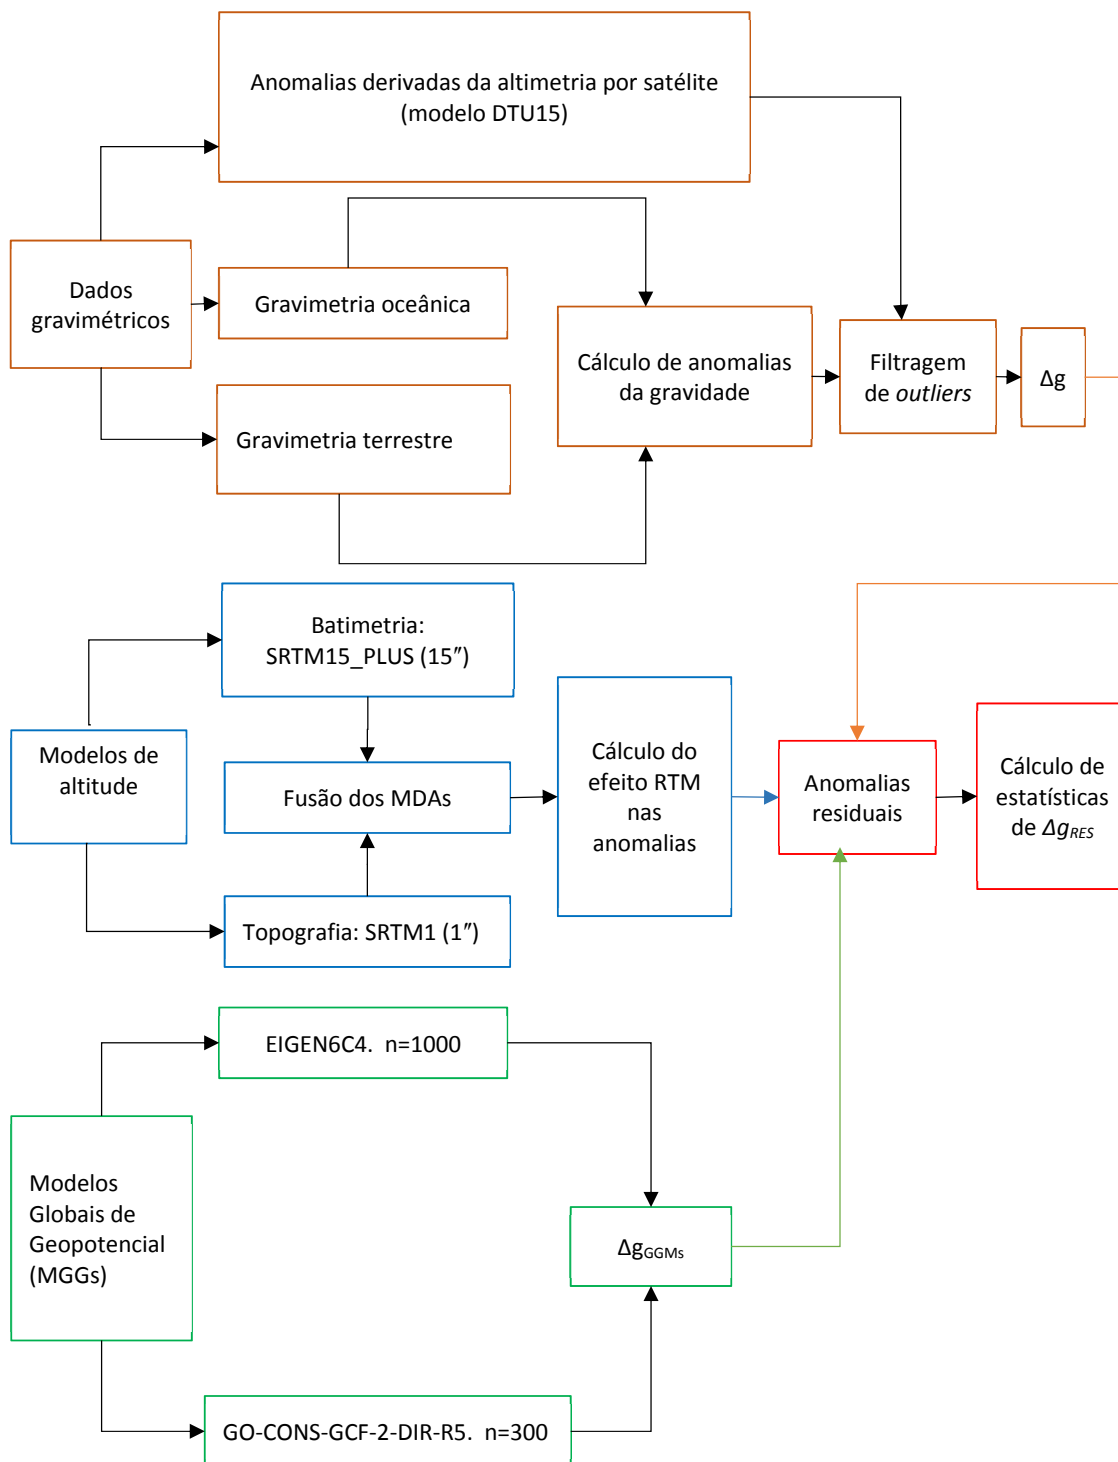 Anomalias derivadas da altimetria por satélite
(modelo DTU15)
Dados
gravimétricos
Gravimetria oceânica
Gravimetria terrestre
Cálculo de anomalias
da gravidade
Filtragem
de outliers
Δg
Batimetria:
SRTM15_PLUS (15″)
Modelos de
altitude
Fusão dos MDAs
Topografia: SRTM1 (1″)
Cálculo do
efeito RTM
nas
anomalias
Anomalias
residuais
Cálculo de
estatísticas
de ΔgRES
EIGEN6C4.  n=1000
Modelos
Globais de
Geopotencial
(MGGs)
ΔgGGMs
GO-CONS-GCF-2-DIR-R5.  n=300